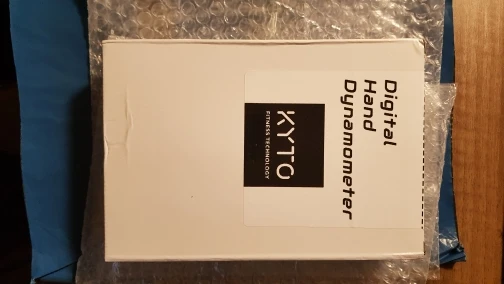 Digital
Hand
Dynamometer
KYTO
FITNESS TECHNOLOGY